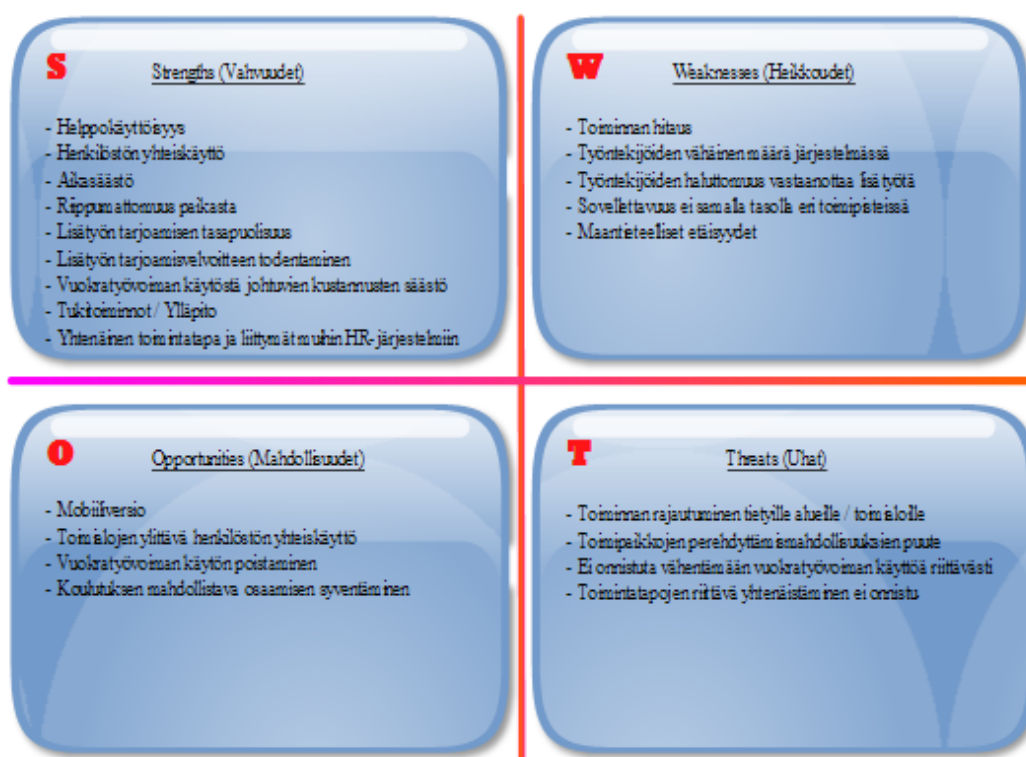 S
Strengths (Vahvuudet)
- Helppokäyttöisyys
- Henkilöstön yhteiskäyttö
- Aikasäästö
- Riippumattomuus paikasta
- Lisätyön tarjoamisen tasapuolisuus
- Lisätyön tarjoamisvelvoitteen todentaminen
- Vuokratyövoiman käytöstä johtuvien kustannusten säästö
- Tukitoiminnot / Ylläpito
- Yhtenäinen toimintatapa ja liittymät muihin HR-järjestelmiin
W
Weaknesses (Heikkoudet)
- Toiminnan hitaus
- Työntekijöiden vähäinen määrä järjestelmässä
- Työntekijöiden haluttomuus vastaanottaa lisätyötä
- Sovellettavuus ei samalla tasolla eri toimipisteissä
- Maantieteelliset etäisyydet
O
Opportunities (Mahdollisuudet)
- Mobiiliversio
- Toimialojen ylittävä henkilöstön yhteiskäyttö
- Vuokratyövoiman käytön poistaminen
- Koulutuksen mahdollistava osaamisen syventäminen
T
Threats (Uhat)
- Toiminnan rajautuminen tietyille alueille / toimialoille
- Toimipaikkojen perehdyttämismahdollisuuksien puute
- Ei onnistuta vähentämään vuokratyövoiman käyttöä riittävästi
- Toimintatapojen riittävä yhtenäistäminen ei onnistu